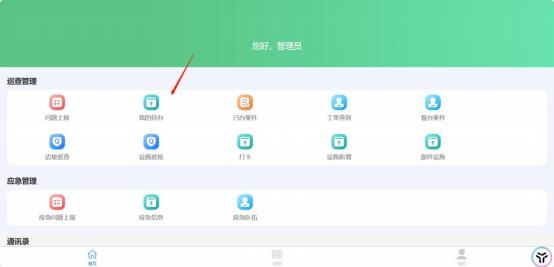 您好，管理员
巡查管理
问题上报 我的待办 已办案件 工单查询 督办案件
边坡巡查 设施巡检 打卡 设施新增 部件设施
应急管理
应急问题上报 应急信息 应急队伍
通讯录
首页